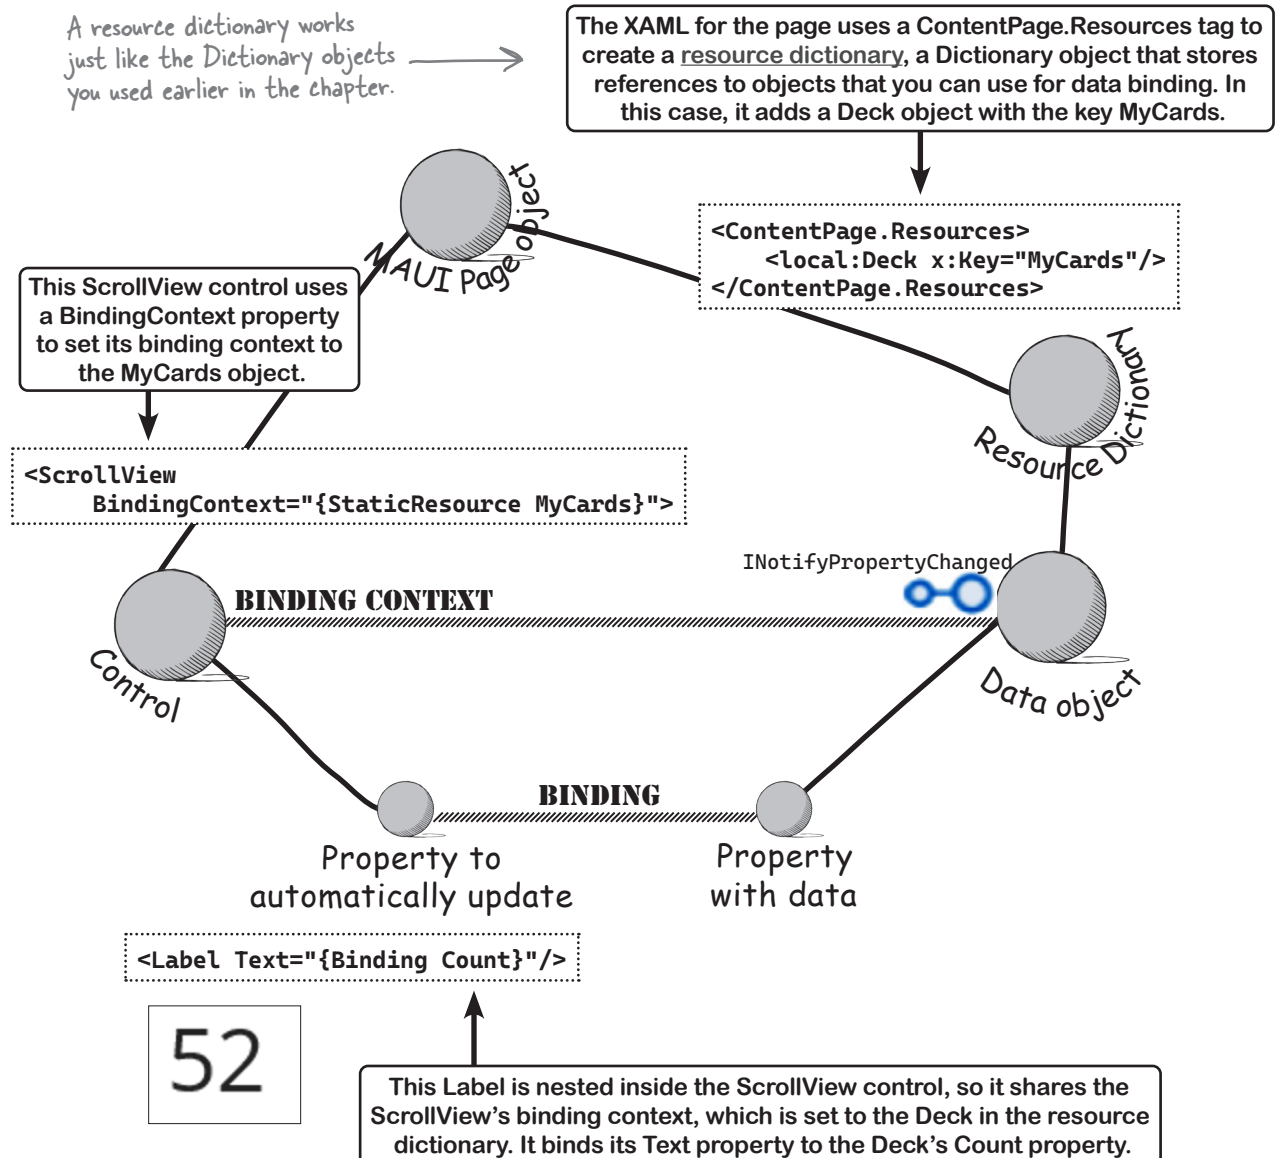 A resource dictionary works
just like the Dictionary objects
you used earlier in the chapter.
The XAML for the page uses a ContentPage.Resources tag to
create a resource dictionary, a Dictionary object that stores
references to objects that you can use for data binding. In
this case, it adds a Deck object with the key MyCards.
MAUI Page object
<ContentPage.Resources>
<local:Deck x:Key="MyCards"/>
</ContentPage.Resources>
This ScrollView control uses
a BindingContext property
to set its binding context to
the MyCards object.
Resource Dictionary
<ScrollView
BindingContext="{StaticResource MyCards}">
INotifyPropertyChanged
BINDING CONTEXT
Control
Data object
BINDING
Property to
automatically update
Property
with data
<Label Text="{Binding Count}"/>
52
This Label is nested inside the ScrollView control, so it shares the
ScrollView's binding context, which is set to the Deck in the resource
dictionary. It binds its Text property to the Deck's Count property.